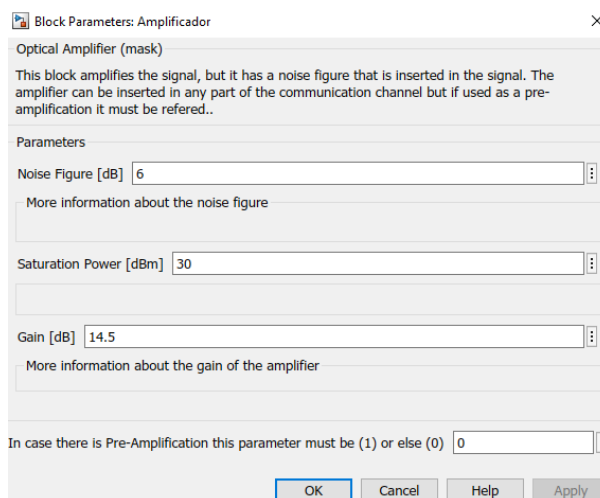 Block Parameters: Amplificador
Optical Amplifier (mask)
This block amplifies the signal, but it has a noise figure that is inserted in the signal. The
amplifier can be inserted in any part of the communication channel but if used as a pre-
amplification it must be refered..
Parameters
Noise Figure [dB] 6
More information about the noise figure
Saturation Power [dBm] 30
Gain [dB] 14.5
More information about the gain of the amplifier
In case there is Pre-Amplification this parameter must be (1) or else (0) 0
OK Cancel Help Apply